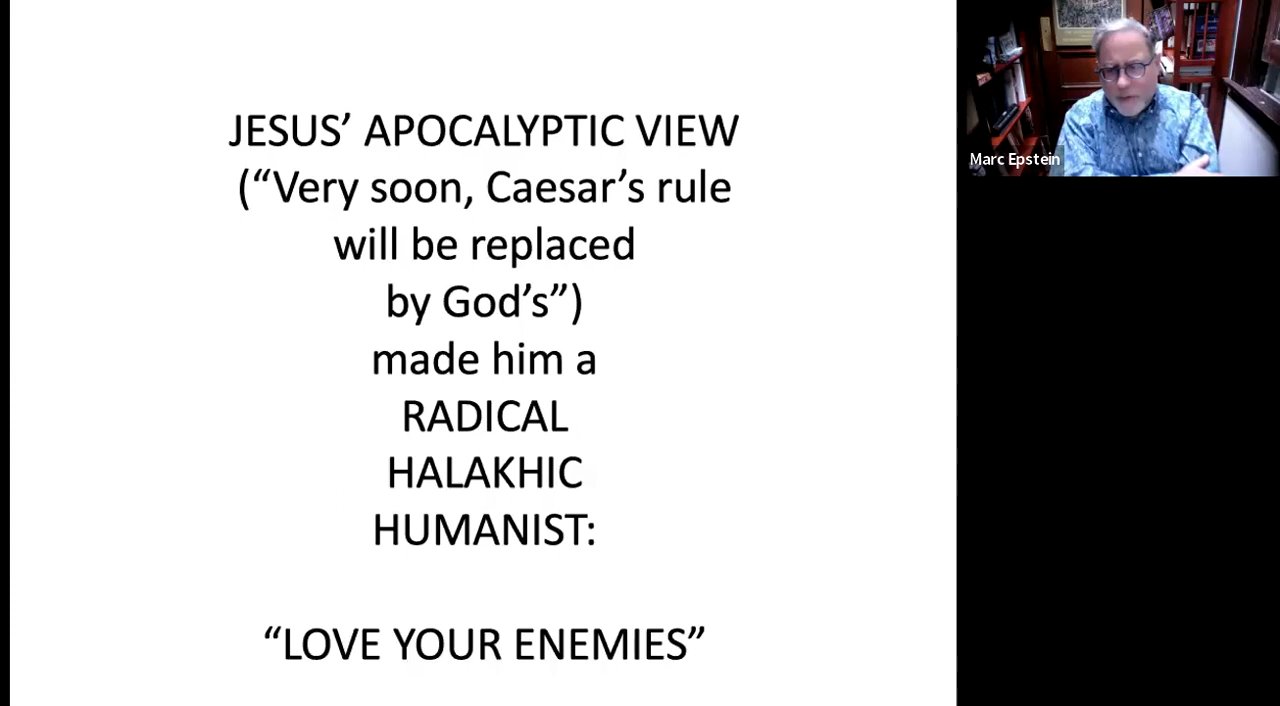 JESUS’ APOCALYPTIC VIEW
(“Very soon, Caesar’s rule
will be replaced
by God’s”)
made him a
RADICAL
HALAKHIC
HUMANIST:
“LOVE YOUR ENEMIES”
Marc Epstein